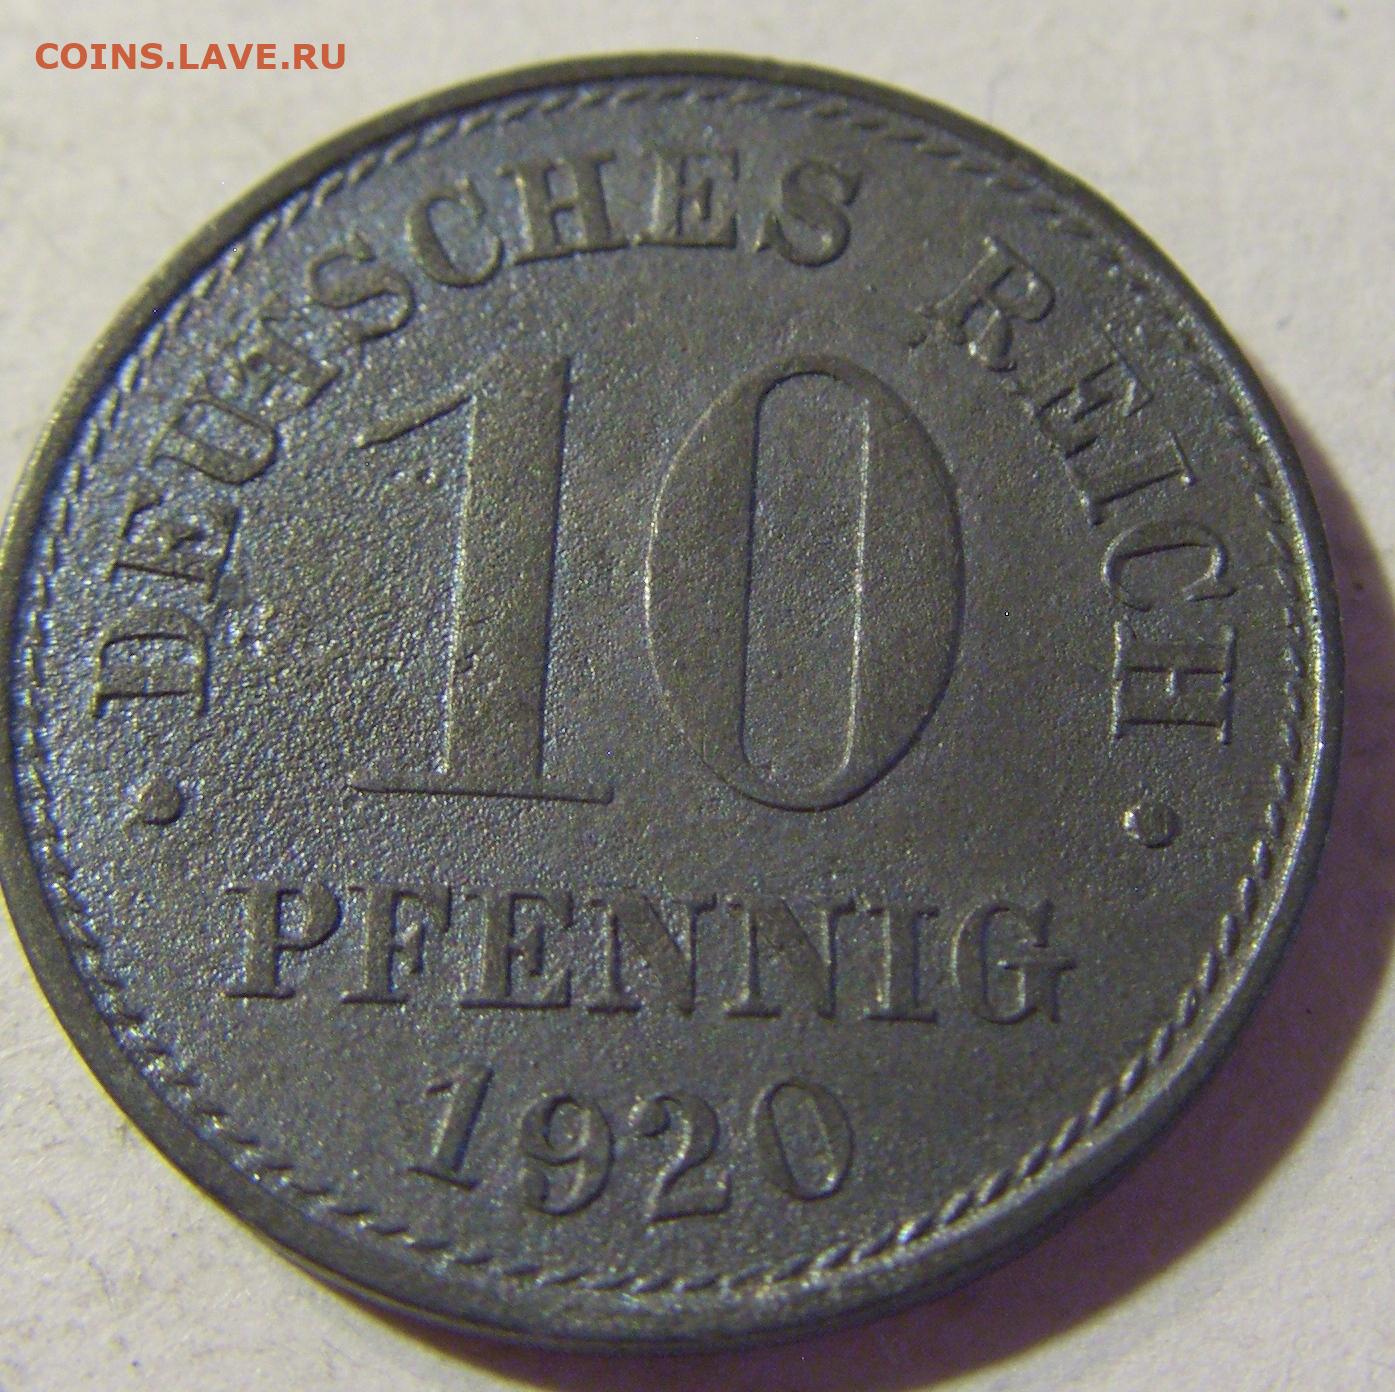 COINS.LAVE.RU
DEUTSCHES REICH
10
PFENNIG
1920